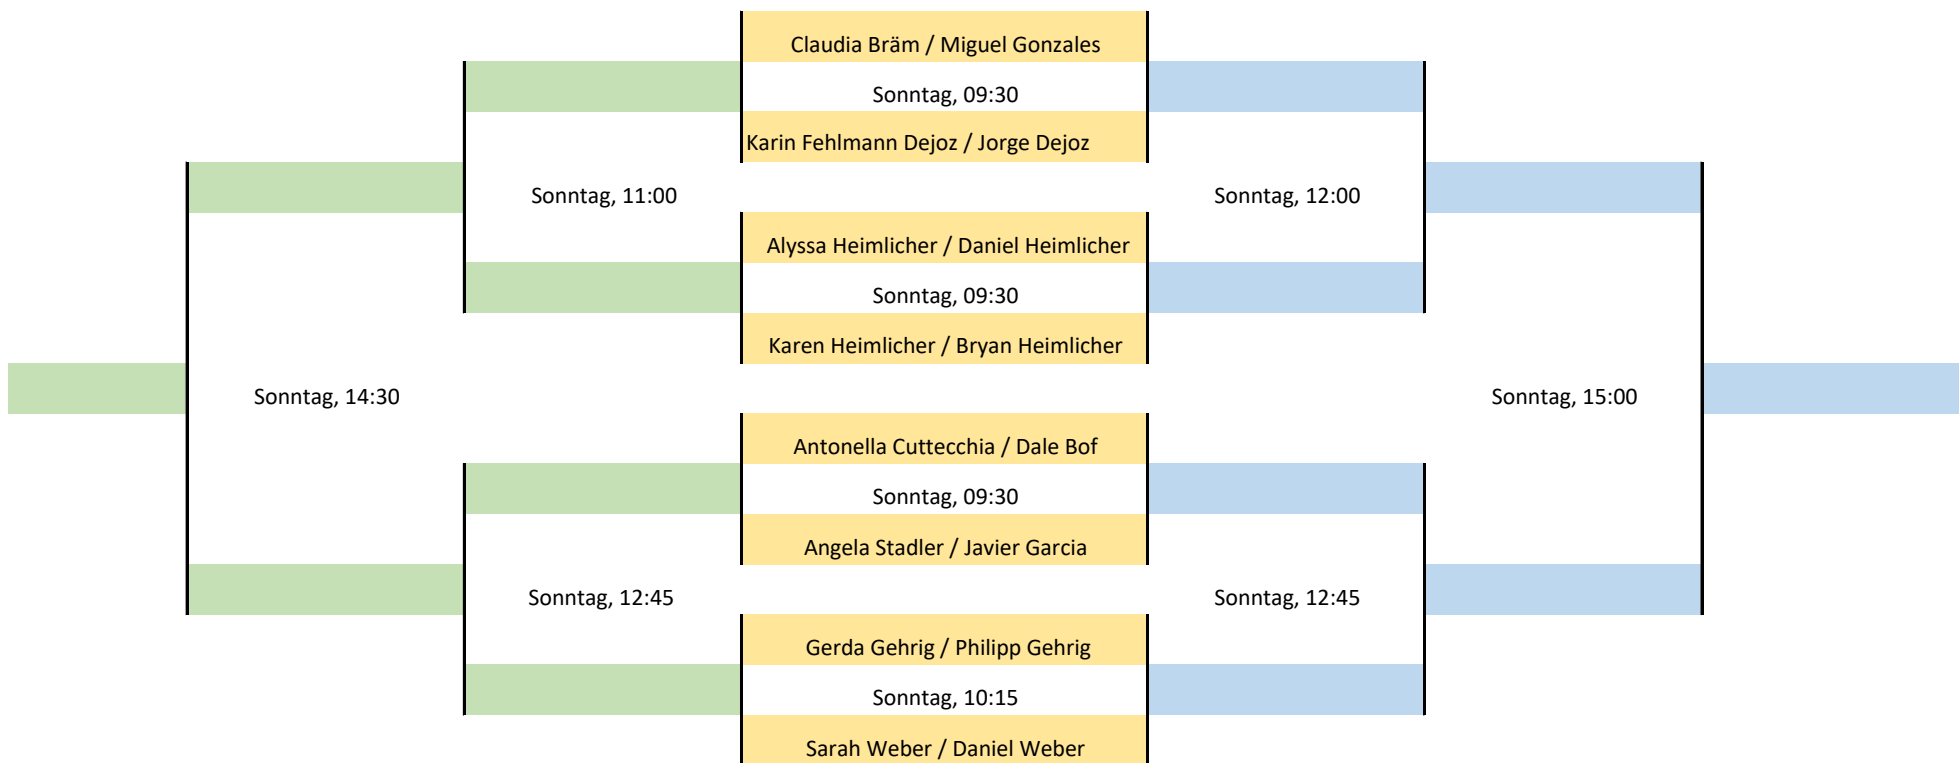 Claudia Bräm / Miguel Gonzales
Sonntag, 09:30
Karin Fehlmann Dejoz / Jorge Dejoz
Sonntag, 11:00
Sonntag, 12:00
Alyssa Heimlicher / Daniel Heimlicher
Sonntag, 09:30
Karen Heimlicher / Bryan Heimlicher
Sonntag, 14:30
Sonntag, 15:00
Antonella Cuttecchia / Dale Bof
Sonntag, 09:30
Angela Stadler / Javier Garcia
Sonntag, 12:45
Sonntag, 12:45
Gerda Gehrig / Philipp Gehrig
Sonntag, 10:15
Sarah Weber / Daniel Weber